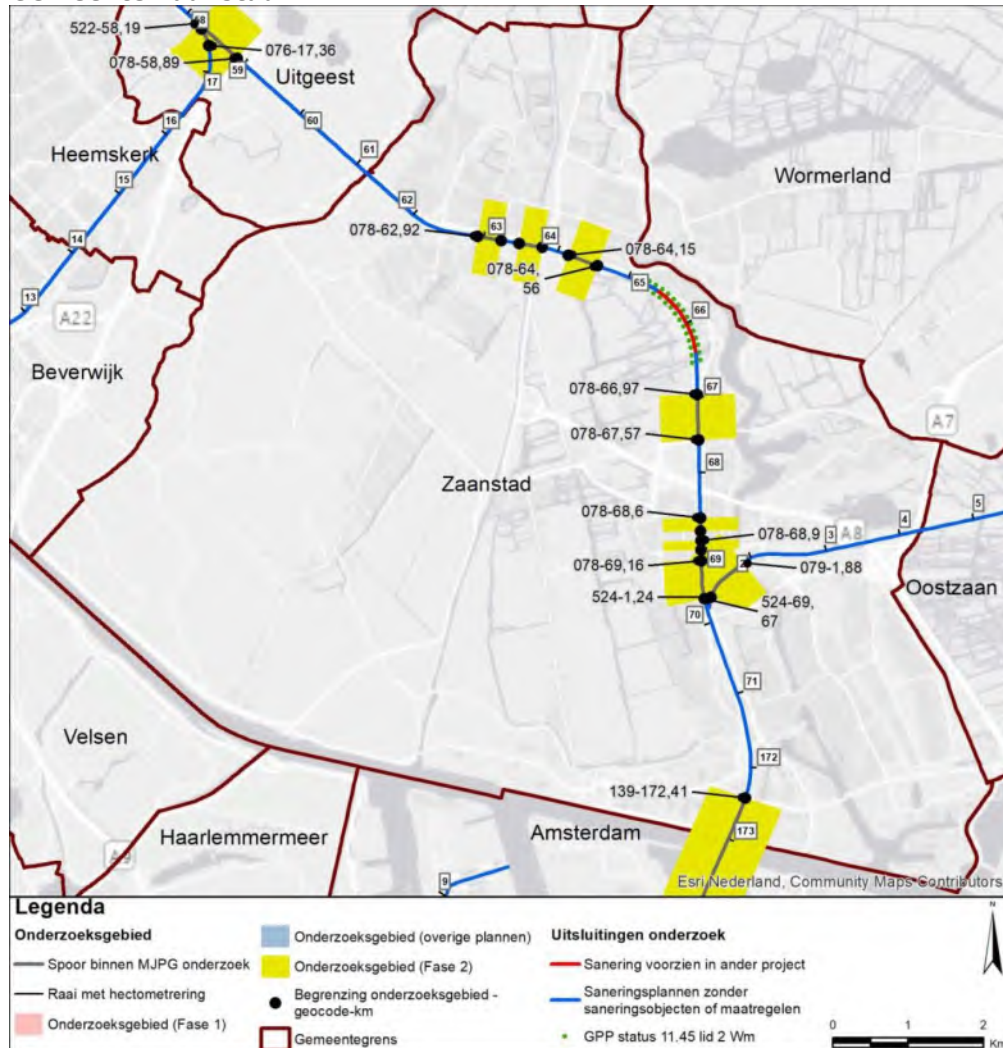 522-58,19
58
076-17,36
078-58,89
59
Uitgeest
17
16
60
Heemskerk
61
15
Wormerland
62
14
63
078-62,92
64
078-64,15
078-64,
56
65
13
A22
66
Beverwijk
078-66,97
67
A7
078-67,57
68
Zaanstad
078-68,6
5
4
078-68,9
3
A8
078-69,16
69
2
079-1,88
Oostzaan
524-1,24
524-69,
67
70
71
Velsen
172
139-172,41
Haarlemmermeer
Amsterdam
173
A9
9
Esri Nederland, Community Maps Contributors
Legenda
Onderzoeksgebied
Spoor binnen MJPG onderzoek
Raai met hectometrering
Onderzoeksgebied (Fase 1)
Onderzoeksgebied (overige plannen)
Onderzoeksgebied (Fase 2)
Begrenzing onderzoeksgebied -
geocode-km
Gemeentegrens
Uitsluitingen onderzoek
Sanering voorzien in ander project
Saneringsplannen zonder
saneringsobjecten of maatregelen
GPP status 11.45 lid 2 Wm
N
0 1 2
Km